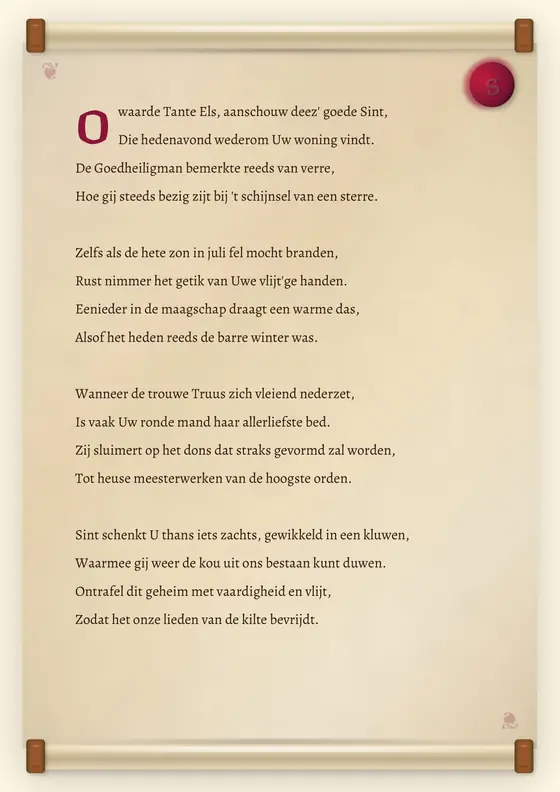 S
O waarde Tante Els, aanschouw deez' goede Sint,
Die hedenavond wederom Uw woning vindt.
De Goedheiligman bemerkte reeds van verre,
Hoe gij steeds bezig zijt bij 't schijnsel van een sterre.
Zelfs als de hete zon in juli fel mocht branden,
Rust nimmer het getik van Uwe vlijt'ge handen.
Eenieder in de maagschap draagt een warme das,
Alsof het heden reeds de barre winter was.
Wanneer de trouwe Truus zich vleiend nederzet,
Is vaak Uw ronde mand haar allerliefste bed.
Zij sluimert op het dons dat straks gevormd zal worden,
Tot heuse meesterwerken van de hoogste orden.
Sint schenkt U thans iets zachts, gewikkeld in een kluwen,
Waarmee gij weer de kou uit ons bestaan kunt duwen.
Ontrafel dit geheim met vaardigheid en vlijt,
Zodat het onze lieden van de kilte bevrijdt.